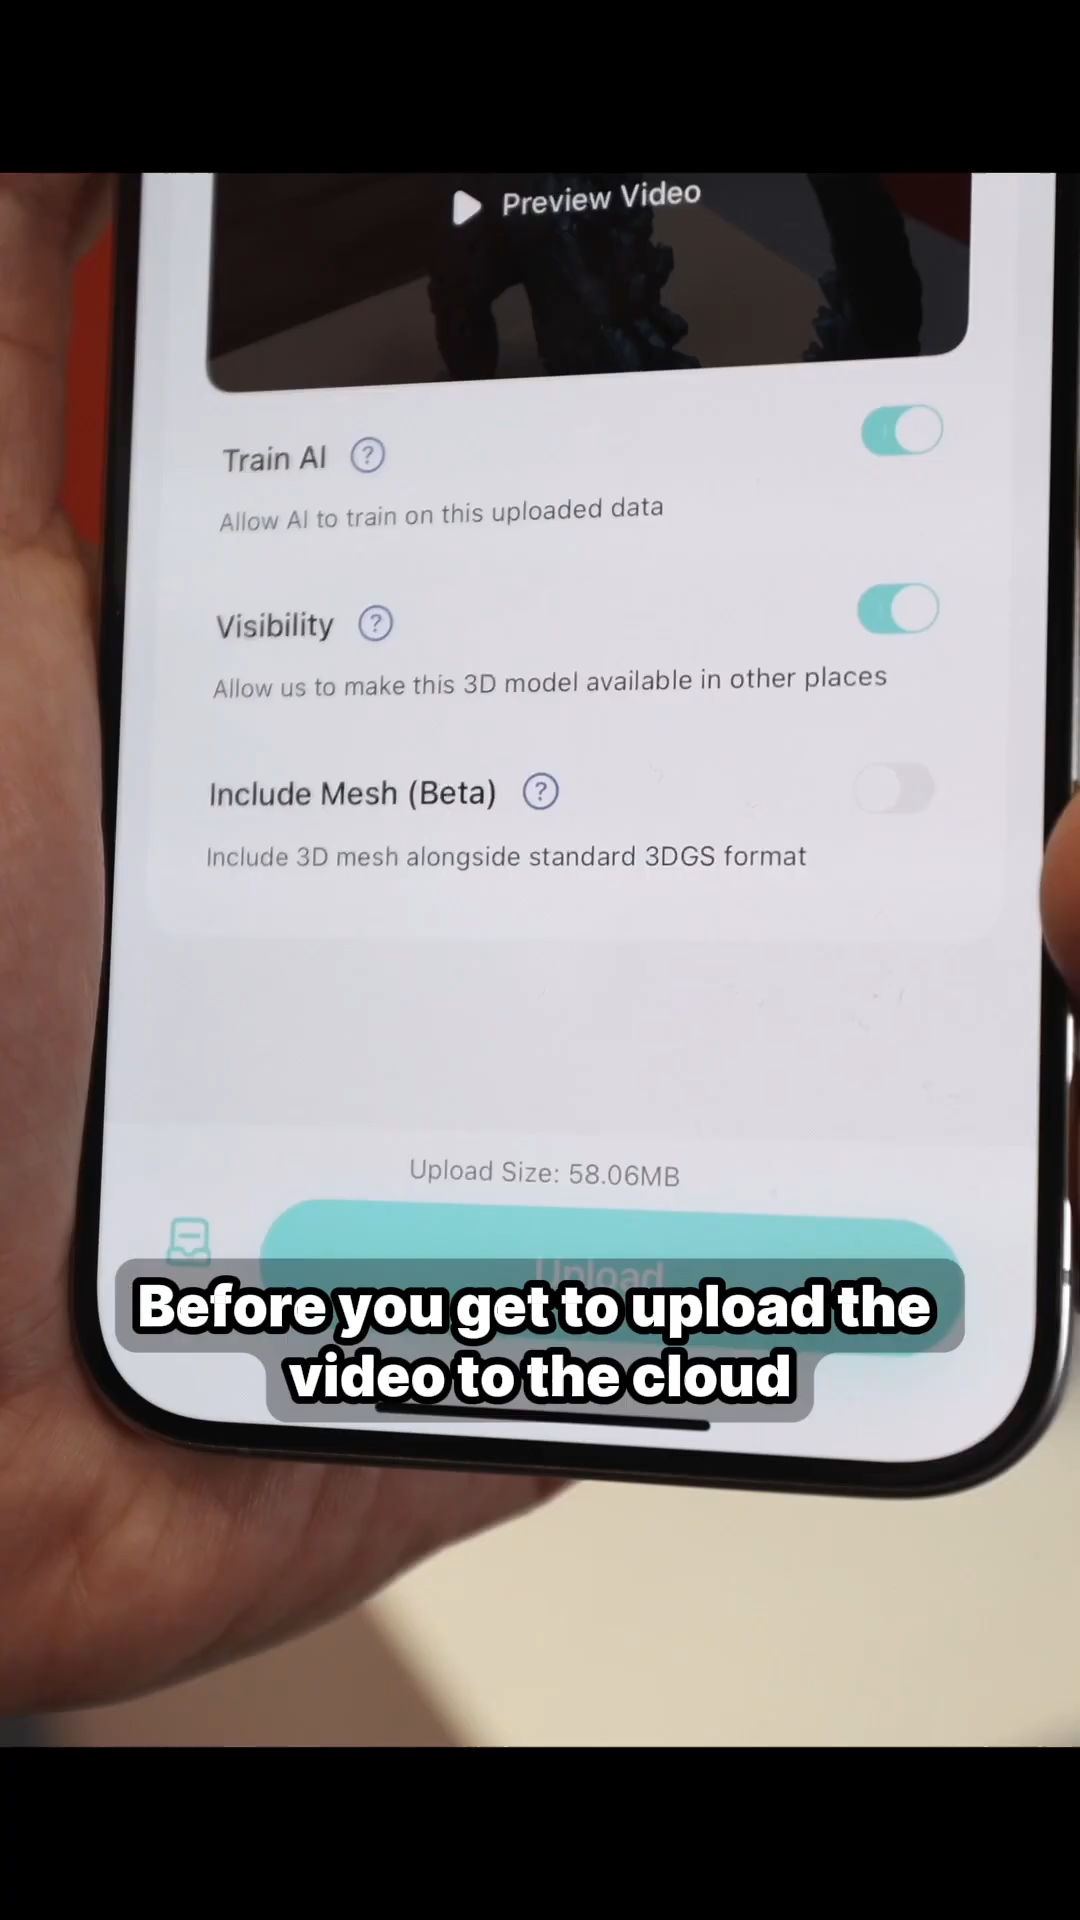 Preview Video
Train AI ?
Allow AI to train on this uploaded data
Visibility ?
Allow us to make this 3D model available in other places
Include Mesh (Beta) ?
Include 3D mesh alongside standard 3DGS format
Upload Size: 58.06MB
Upload
Before you get to upload the
video to the cloud